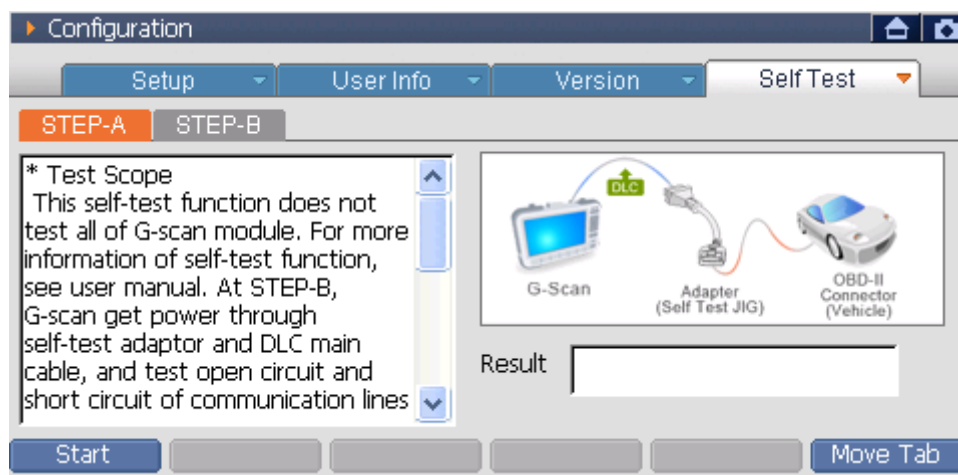 Configuration
Setup
User Info
Version
Self Test
STEP-A
STEP-B
* Test Scope
This self-test function does not
test all of G-scan module. For more
information of self-test function,
see user manual. At STEP-B,
G-scan get power through
self-test adaptor and DLC main
cable, and test open circuit and
short circuit of communication lines
DLC
G-Scan
Adapter
(Self Test JIG)
OBD-II
Connector
(Vehicle)
Result
Start
Move Tab